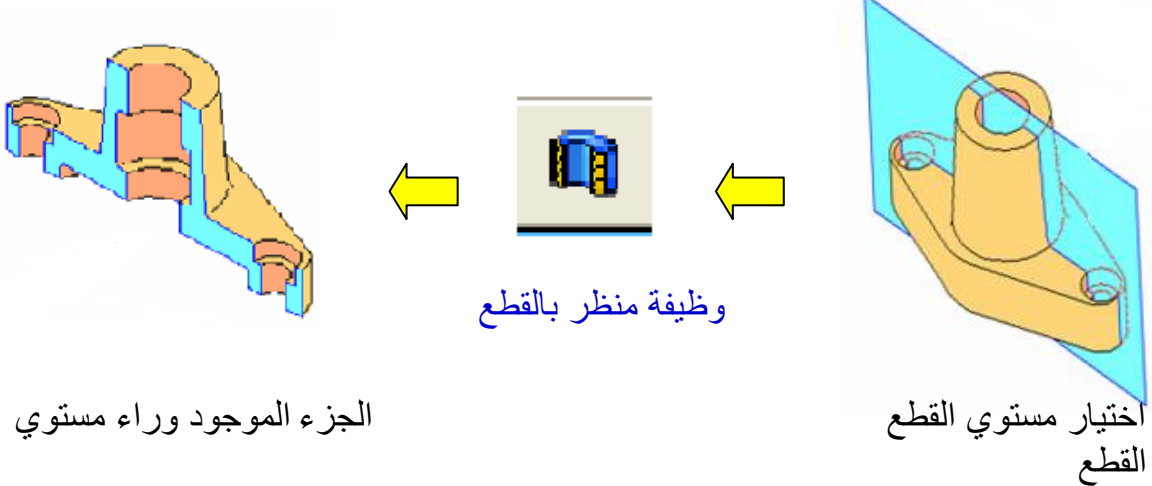 وظيفة منظر بالقطع
اختيار مستوي القطع
الجزء الموجود وراء مستوي
القطع